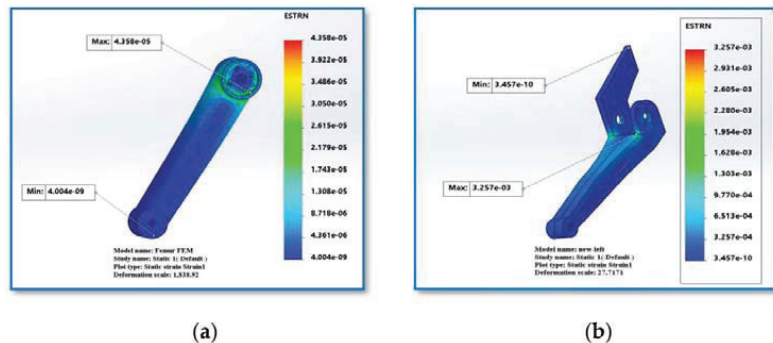 ESTRN
Max: 4.358e-05
4.358e-05
3.922e-05
3.486e-05
3.050e-05
2.615e-05
2.179e-05
1.743e-05
1.308e-05
8.718e-06
4.361e-06
4.004e-09
Min: 4.004e-09
Model name: Femur FEM
Study name: Static 1( Default )
Plot type: Static strain Strain1
Deformation scale: 1,838.92
(a)
ESTRN
Min: 3.457e-10
3.257e-03
2.931e-03
2.605e-03
2.280e-03
1.954e-03
1.628e-03
1.303e-03
9.770e-04
6.513e-04
3.257e-04
3.457e-10
Max: 3.257e-03
Model name: new-left
Study name: Static 1( Default )
Plot type: Static strain Strain1
Deformation scale: 27.7171
(b)